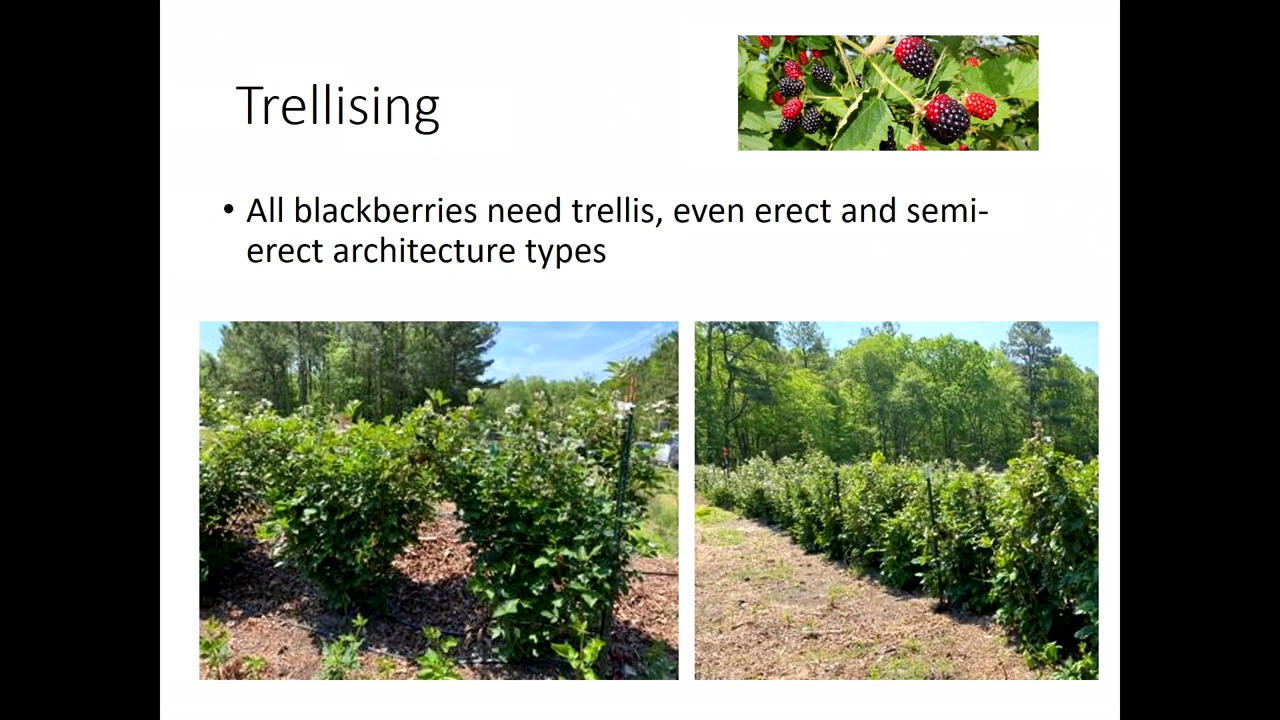 Trellising
• All blackberries need trellis, even erect and semi-
erect architecture types